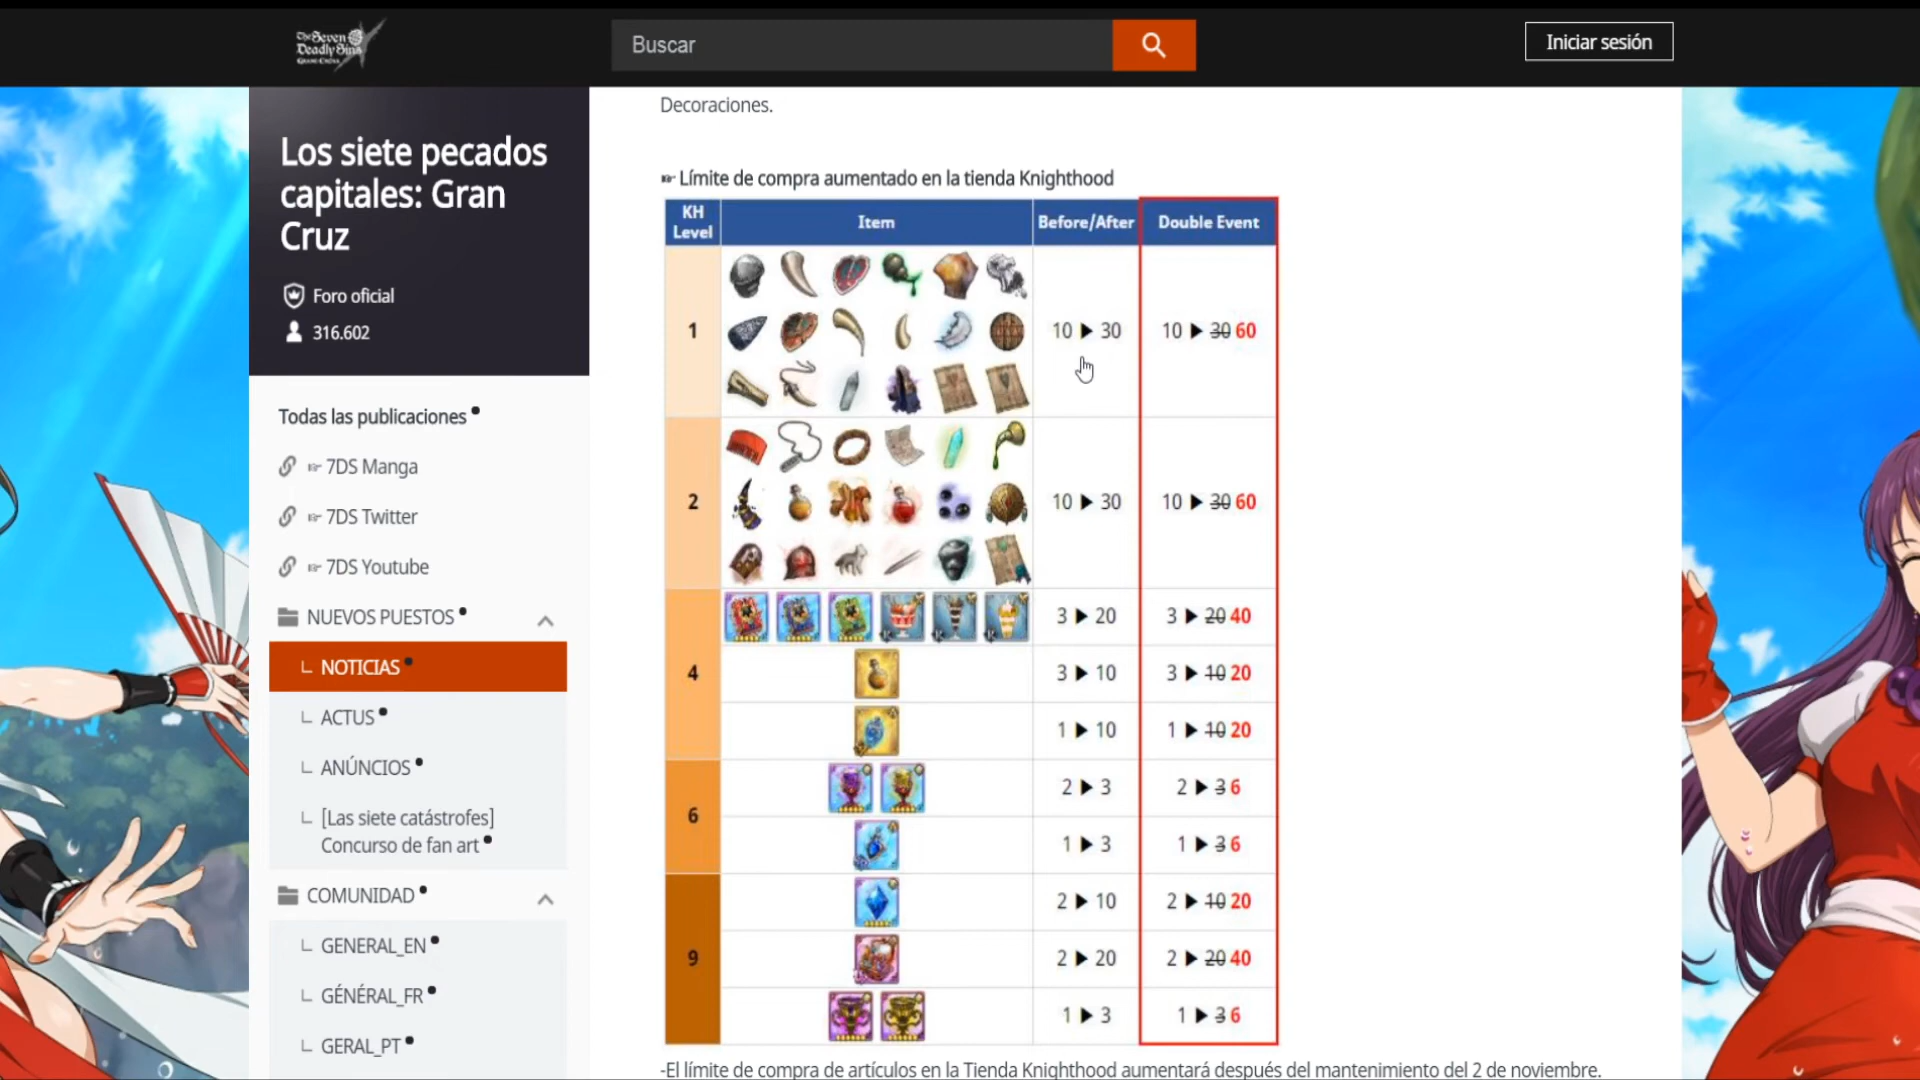 The Seven
Deadly Sins
GRAND CROSS
Buscar
Iniciar sesión
Los siete pecados
capitales: Gran
Cruz
Foro oficial
316.602
Todas las publicaciones
☞ 7DS Manga
☞ 7DS Twitter
☞ 7DS Youtube
NUEVOS PUESTOS
NOTICIAS
ACTUS
ANÚNCIOS
[Las siete catástrofes]
Concurso de fan art
COMUNIDAD
GENERAL_EN
GÉNÉRAL_FR
GERAL_PT
Decoraciones.
☞ Límite de compra aumentado en la tienda Knighthood
KH Level Item Before/After Double Event
1 10 ▶ 30 10 ▶ 30 60
2 10 ▶ 30 10 ▶ 30 60
3 ▶ 20 3 ▶ 20 40
4 3 ▶ 10 3 ▶ 10 20
1 ▶ 10 1 ▶ 10 20
2 ▶ 3 2 ▶ 3 6
6
1 ▶ 3 1 ▶ 3 6
2 ▶ 10 2 ▶ 10 20
9 2 ▶ 20 2 ▶ 20 40
1 ▶ 3 1 ▶ 3 6
-El límite de compra de artículos en la Tienda Knighthood aumentará después del mantenimiento del 2 de noviembre.